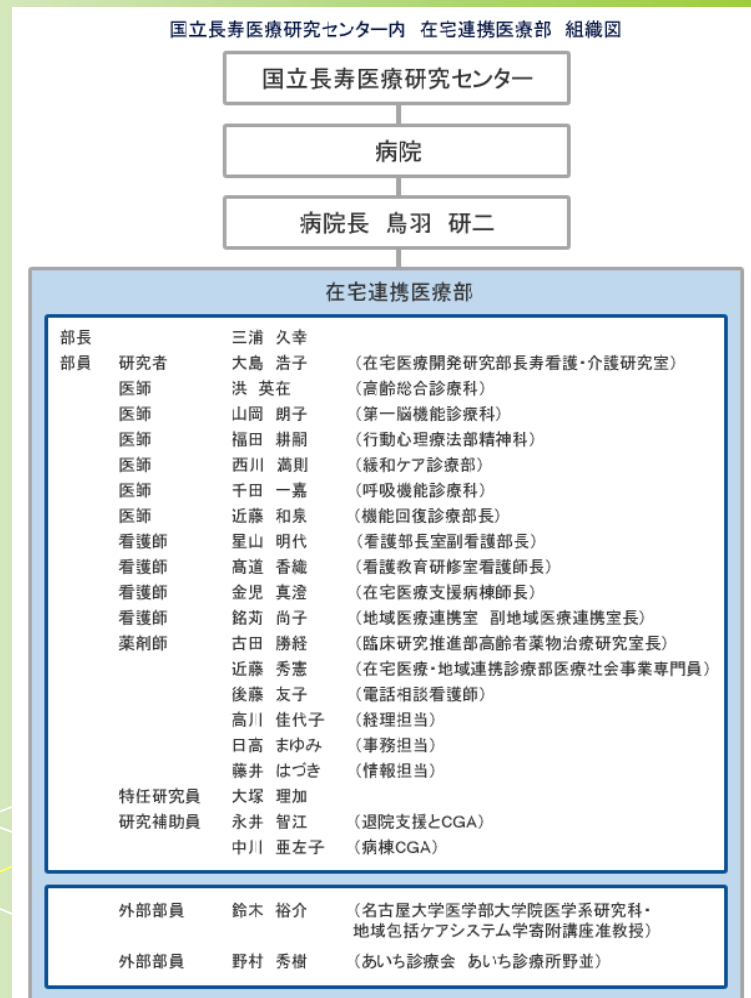 国立長寿医療研究センター内 在宅連携医療部 組織図
国立長寿医療研究センター
病院
病院長 鳥羽 研二
在宅連携医療部
部長 三浦 久幸
部員 研究者 大島 浩子 (在宅医療開発研究部長寿看護・介護研究室)
医師 洪 英在 (高齢総合診療科)
医師 山岡 朗子 (第一脳機能診療科)
医師 福田 耕嗣 (行動心理療法部精神科)
医師 西川 満則 (緩和ケア診療部)
医師 千田 一嘉 (呼吸機能診療科)
医師 近藤 和泉 (機能回復診療部長)
看護師 星山 明代 (看護部長室副看護部長)
看護師 髙道 香織 (看護教育研修室看護師長)
看護師 金児 真澄 (在宅医療支援病棟師長)
看護師 銘苅 尚子 (地域医療連携室 副地域医療連携室長)
薬剤師 古田 勝経 (臨床研究推進部高齢者薬物治療研究室長)
近藤 秀憲 (在宅医療・地域連携診療部医療社会事業専門員)
後藤 友子 (電話相談看護師)
高川 佳代子 (経理担当)
日高 まゆみ (事務担当)
藤井 はづき (情報担当)
特任研究員 大塚 理加
研究補助員 永井 智江 (退院支援とCGA)
中川 亜左子 (病棟CGA)
外部部員 鈴木 裕介 (名古屋大学医学部大学院医学系研究科・
地域包括ケアシステム学寄附講座准教授)
外部部員 野村 秀樹 (あいち診療会 あいち診療所野並)